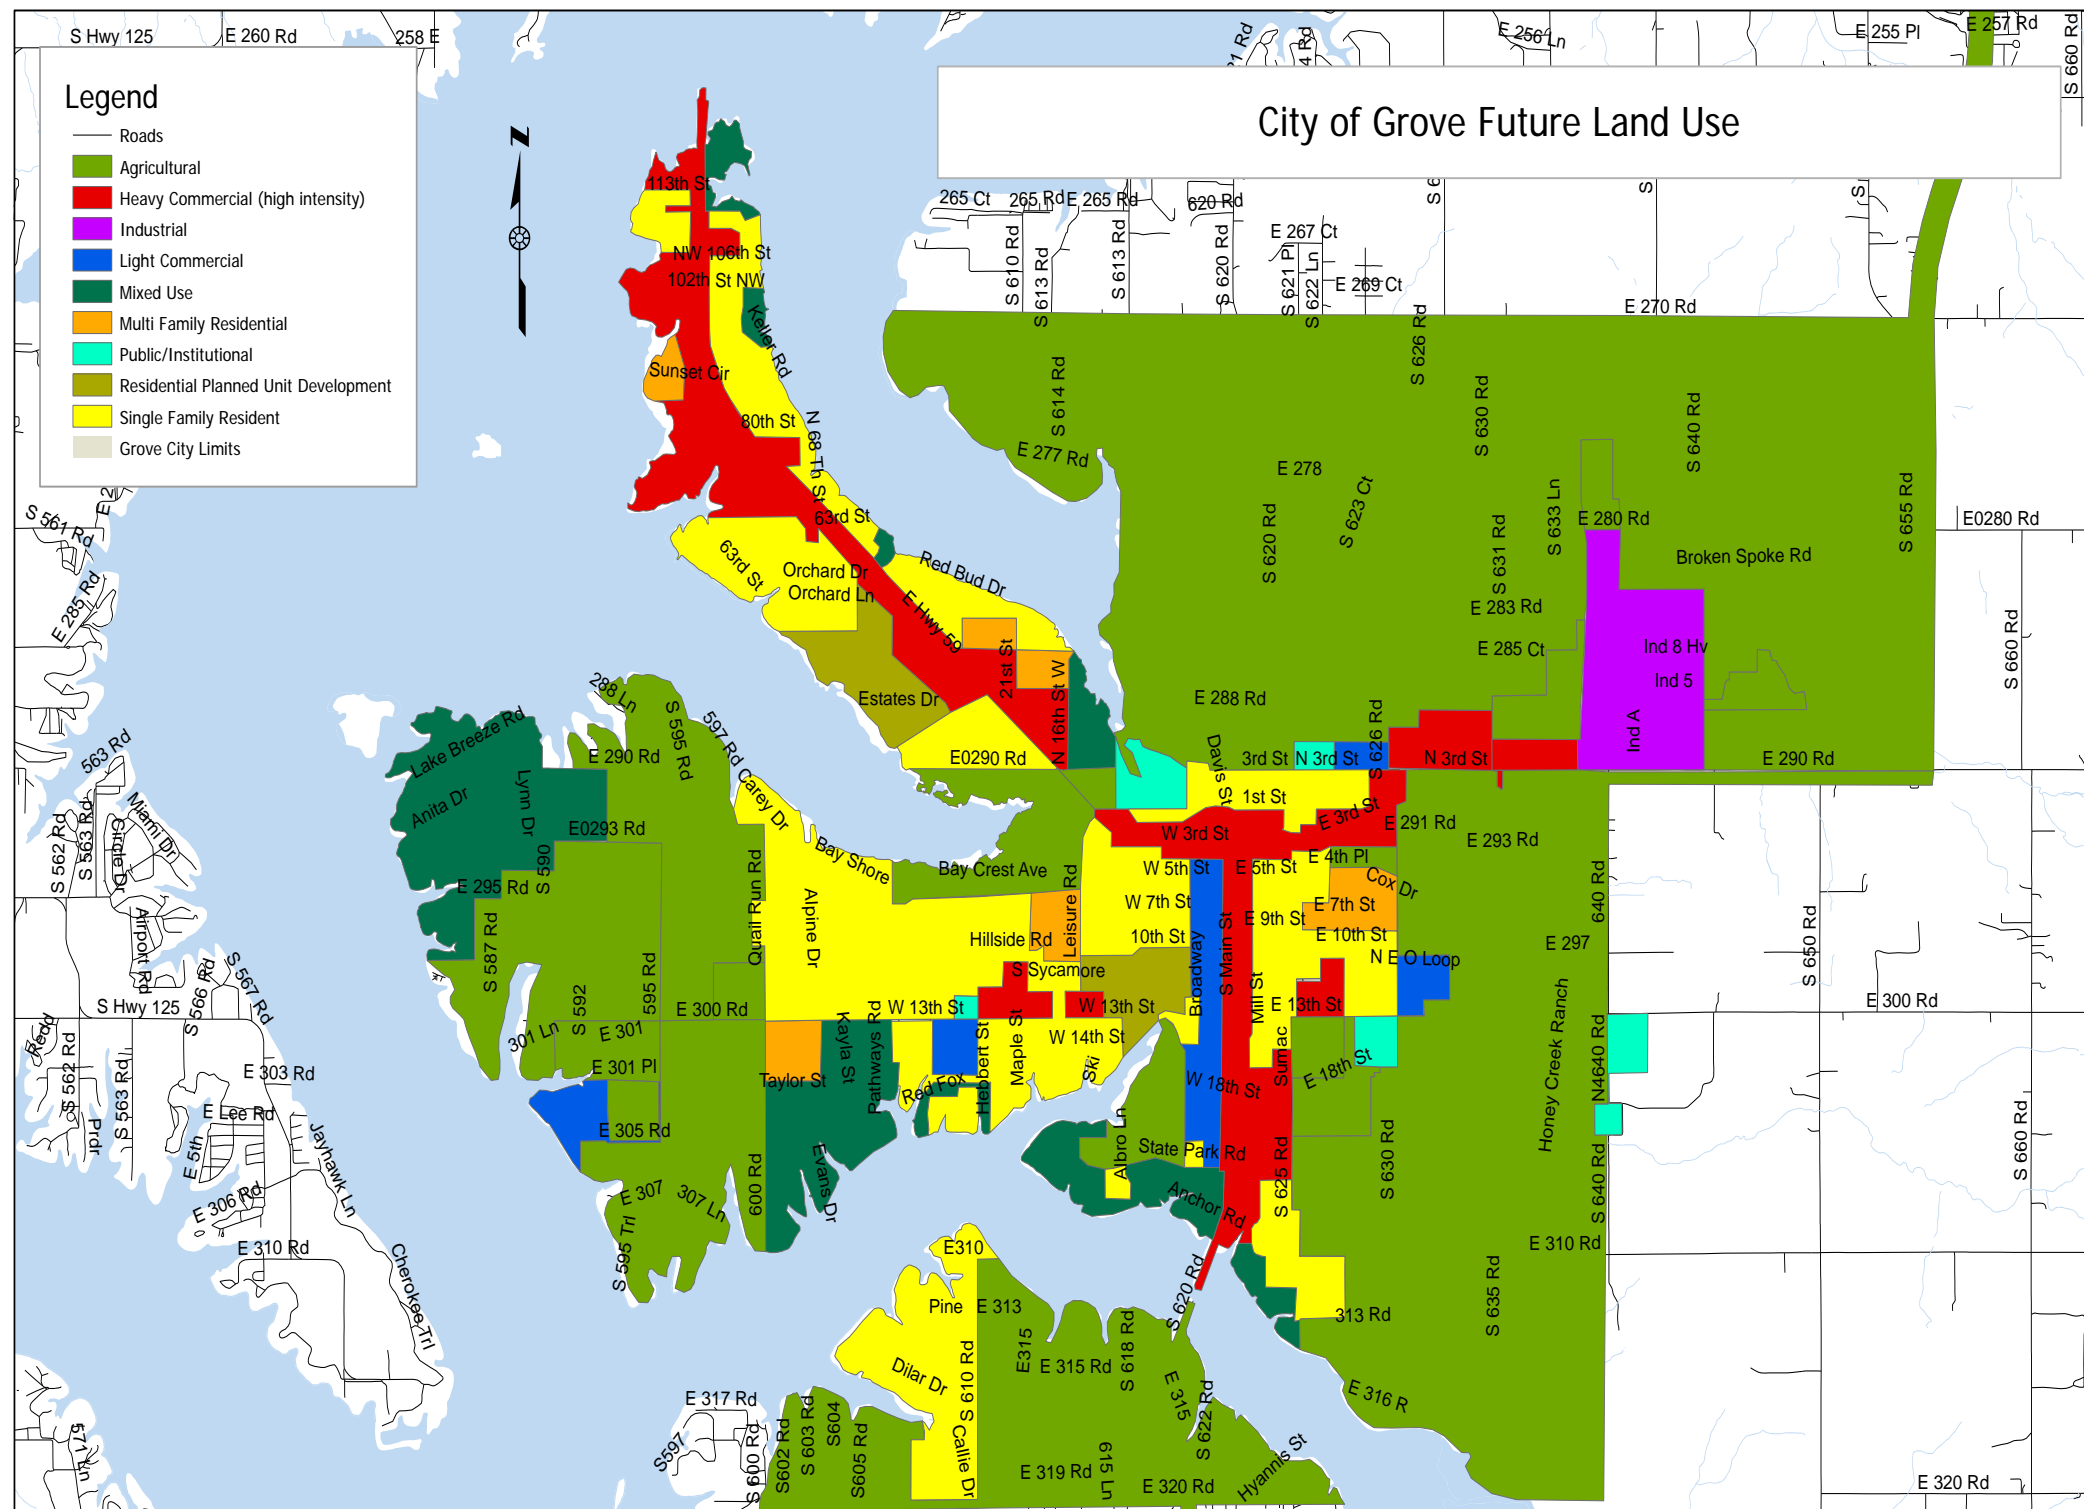 S Hwy 125
E 260 Rd
258 E
E 256 Ln
E 255 Pl
E 257 Rd
S 660 Rd
Legend
Roads
Agricultural
Heavy Commercial (high intensity)
Industrial
Light Commercial
Mixed Use
Multi Family Residential
Public/Institutional
Residential Planned Unit Development
Single Family Resident
Grove City Limits
City of Grove Future Land Use
N
113th St
NW 106th St
102th St NW
Keller Rd
Sunset Cir
80th St
N 68 Th St
63rd St
63rd St
Orchard Dr
Orchard Ln
Red Bud Dr
E Hwy 59
21st St
N 16th St W
Estates Dr
E0290 Rd
265 Ct
265 Rd
E 265 Rd
620 Rd
S 610 Rd
S 613 Rd
S 613 Rd
S 620 Rd
E 267 Ct
S 621 Pl
S 622 Ln
E 269 Ct
E 270 Rd
S 626 Rd
S 614 Rd
E 277 Rd
E 278
S 620 Rd
S 623 Ct
S 630 Rd
S 631 Rd
S 633 Ln
S 640 Rd
S 655 Rd
E 280 Rd
E0280 Rd
Broken Spoke Rd
E 283 Rd
E 285 Ct
Ind 8 Hv
Ind 5
Ind A
S 660 Rd
E 288 Rd
S 626 Rd
E 290 Rd
S 561 Rd
E 285 Rd
563 Rd
S 562 Rd
S 563 Rd
Circle Dr
Miami Dr
Airport Rd
S 566 Rd
S 567 Rd
S Hwy 125
Redd
S 562 Rd
Prdr
S 563 Rd
E 303 Rd
E Lee Rd
E 5th
E 306 Rd
E 310 Rd
Jayhawk Ln
Cherokee Trl
571 Ln
288 Ln
S 595 Rd
597 Rd
E 290 Rd
Lake Breeze Rd
Anita Dr
Lynn Dr
E0293 Rd
S 590
E 295 Rd
S 587 Rd
S 592
595 Rd
E 300 Rd
301 Ln
E 301
E 301 Pl
E 305 Rd
E 307
307 Ln
S 595 Trl
600 Rd
Carey Dr
Bay Shore
Quail Run Rd
Alpine Dr
Bay Crest Ave
Leisure Rd
Hillside Rd
S Sycamore
W 13th St
W 13th St
W 14th St
Kayla St
Pathways Rd
Taylor St
Evans Dr
Red Fox
Hebbert St
Maple St
Ski
3rd St
N 3rd St
N 3rd St
Davis St
1st St
W 3rd St
E 3rd St
E 291 Rd
E 293 Rd
W 5th St
E 5th St
E 4th Pl
Cox Dr
W 7th St
E 7th St
E 9th St
10th St
E 10th St
N E O Loop
Broadway
S Main St
Mill St
E 13th St
Sumac
E 18th St
W 18th St
State Park Rd
Albro Ln
Anchor Rd
S 625 Rd
S 620 Rd
E 297
640 Rd
Honey Creek Ranch
N4640 Rd
S 640 Rd
S 630 Rd
S 635 Rd
E 310 Rd
S 650 Rd
E 300 Rd
S 660 Rd
313 Rd
E 316 R
E310
Pine
E 313
Dilar Dr
S 610 Rd
Callie Dr
E315
E 315 Rd
S 618 Rd
E 315
S 622 Rd
Hyannis St
615 Ln
E 319 Rd
E 320 Rd
E 317 Rd
S597
S 600 Rd
S602 Rd
S 603 Rd
S604
S605 Rd
E 320 Rd